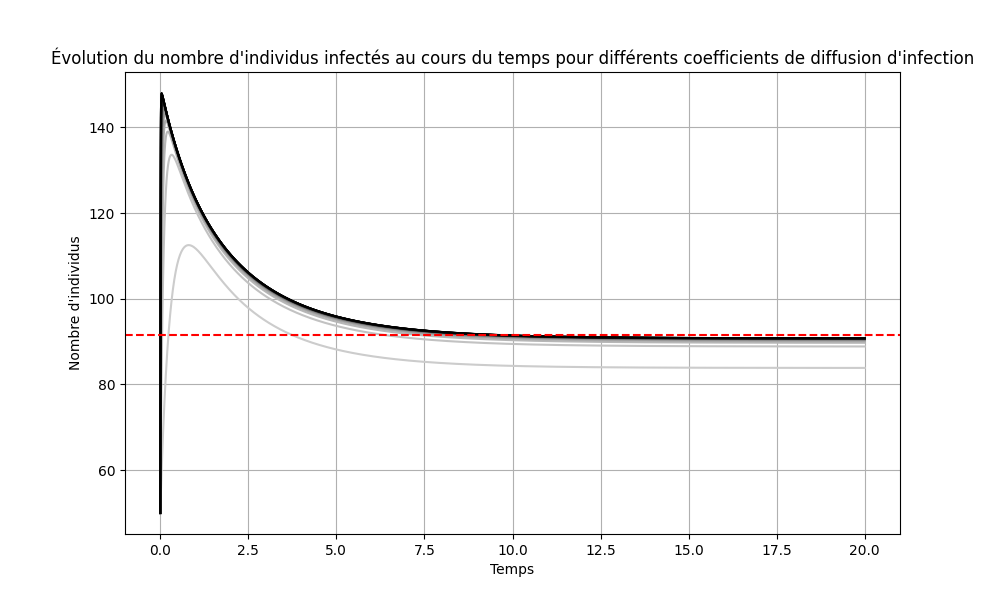 Évolution du nombre d'individus infectés au cours du temps pour différents coefficients de diffusion d'infection
140
120
100
80
60
Nombre d'individus
0.0 2.5 5.0 7.5 10.0 12.5 15.0 17.5 20.0
Temps